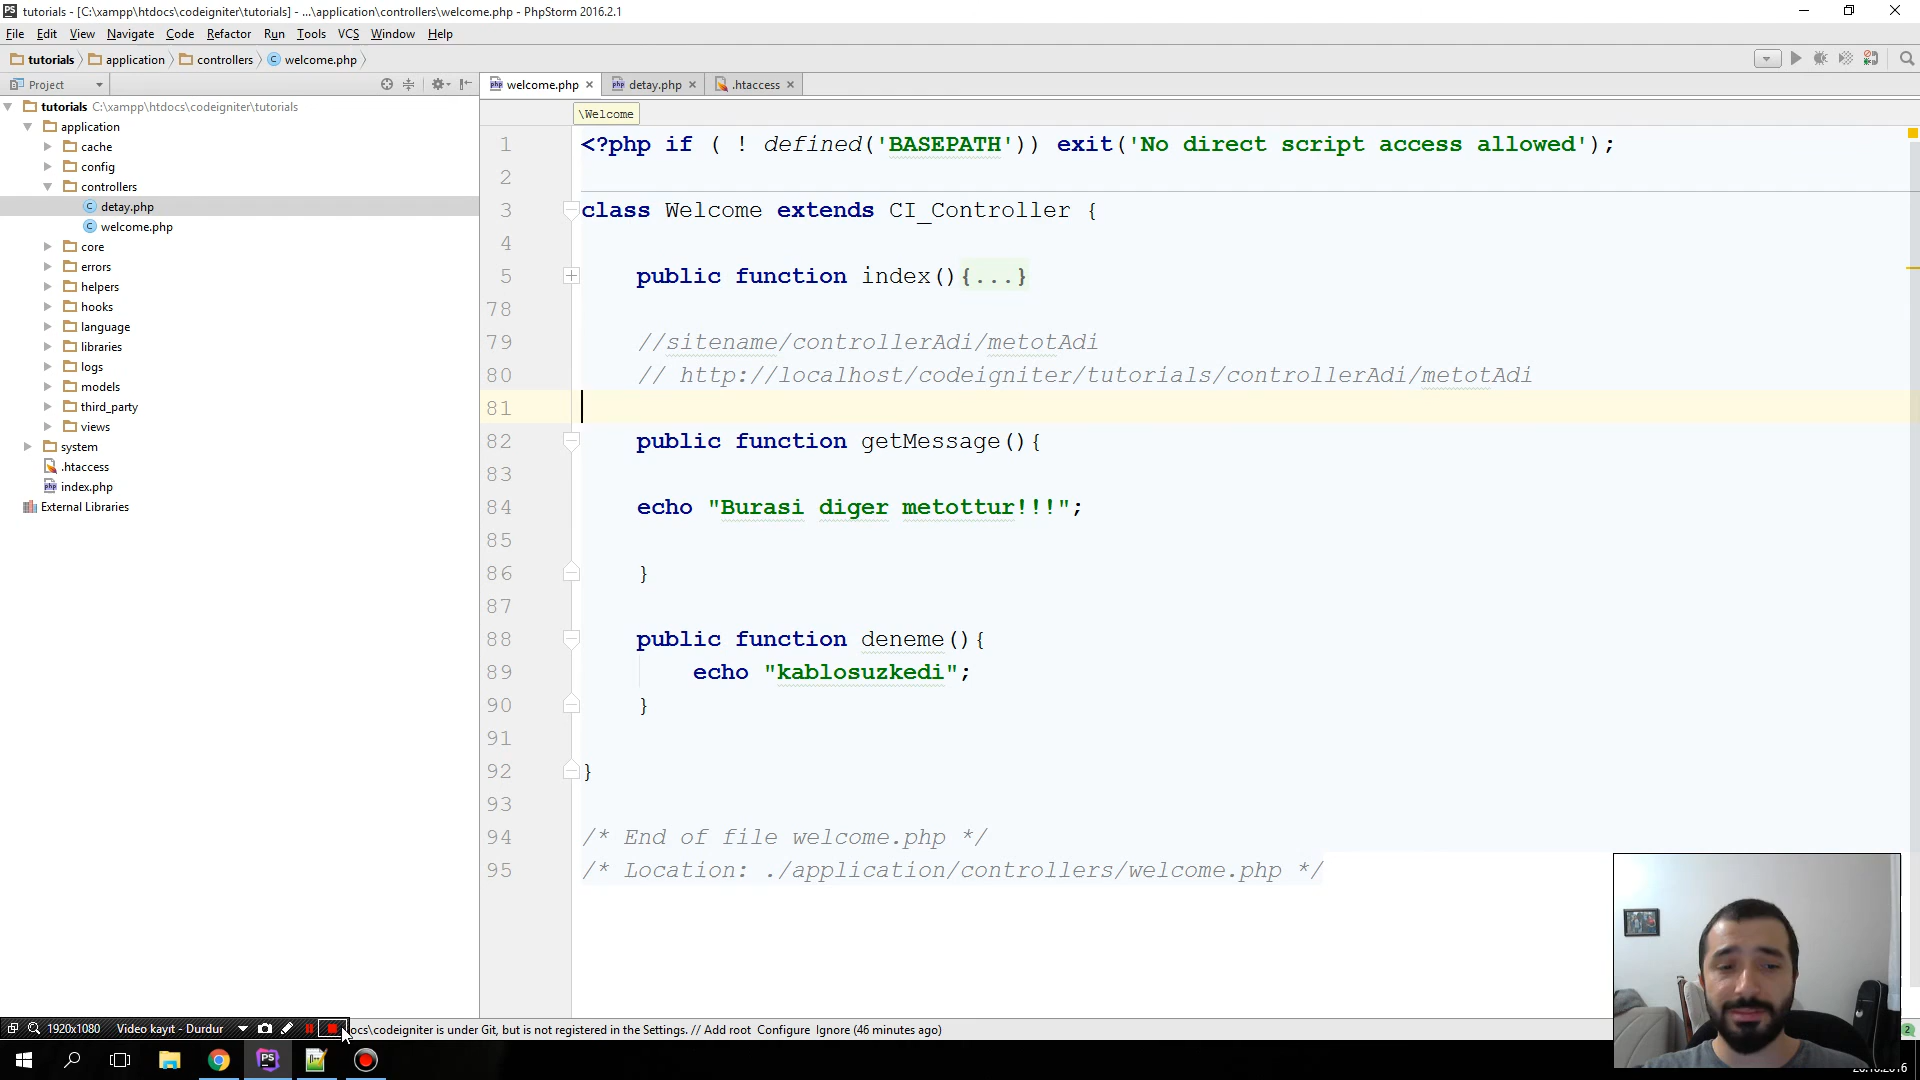 tutorials - [C:\xampp\htdocs\codeigniter\tutorials] - ...\application\controllers\welcome.php - PhpStorm 2016.2.1
File Edit View Navigate Code Refactor Run Tools VCS Window Help
tutorials application controllers welcome.php
Project
welcome.php detay.php .htaccess
tutorials C:\xampp\htdocs\codeigniter\tutorials
application
cache
config
controllers
detay.php
welcome.php
core
errors
helpers
hooks
language
libraries
logs
models
third_party
views
system
.htaccess
index.php
External Libraries
\Welcome
1 <?php if ( ! defined('BASEPATH')) exit('No direct script access allowed');
2
3 class Welcome extends CI_Controller {
4
5 public function index(){...}
78
79 //sitename/controllerAdi/metotAdi
80 // http://localhost/codeigniter/tutorials/controllerAdi/metotAdi
81
82 public function getMessage(){
83
84 echo "Burasi diger metottur!!!";
85
86 }
87
88 public function deneme(){
89 echo "kablosuzkedi";
90 }
91
92 }
93
94 /* End of file welcome.php */
95 /* Location: ./application/controllers/welcome.php */
1920x1080 Video kayıt - Durdur
ocs\codeigniter is under Git, but is not registered in the Settings. // Add root Configure Ignore (46 minutes ago)
2
PS